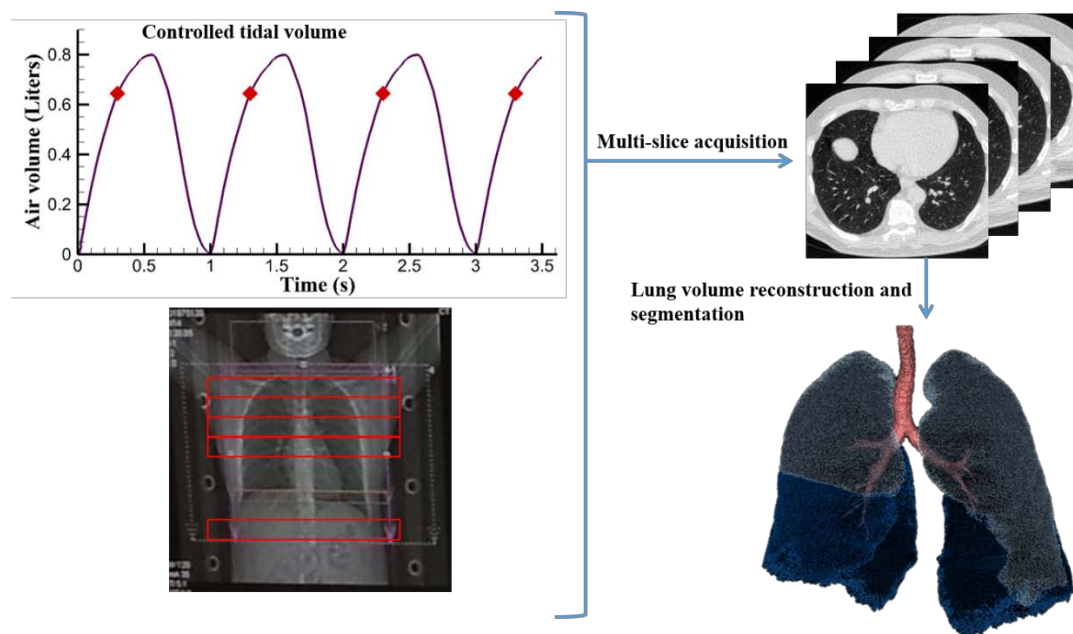 Controlled tidal volume
0.8
0.6
0.4
0.2
0
Air volume (Liters)
0 0.5 1 1.5 2 2.5 3 3.5
Time (s)
Multi-slice acquisition
Lung volume reconstruction and
segmentation